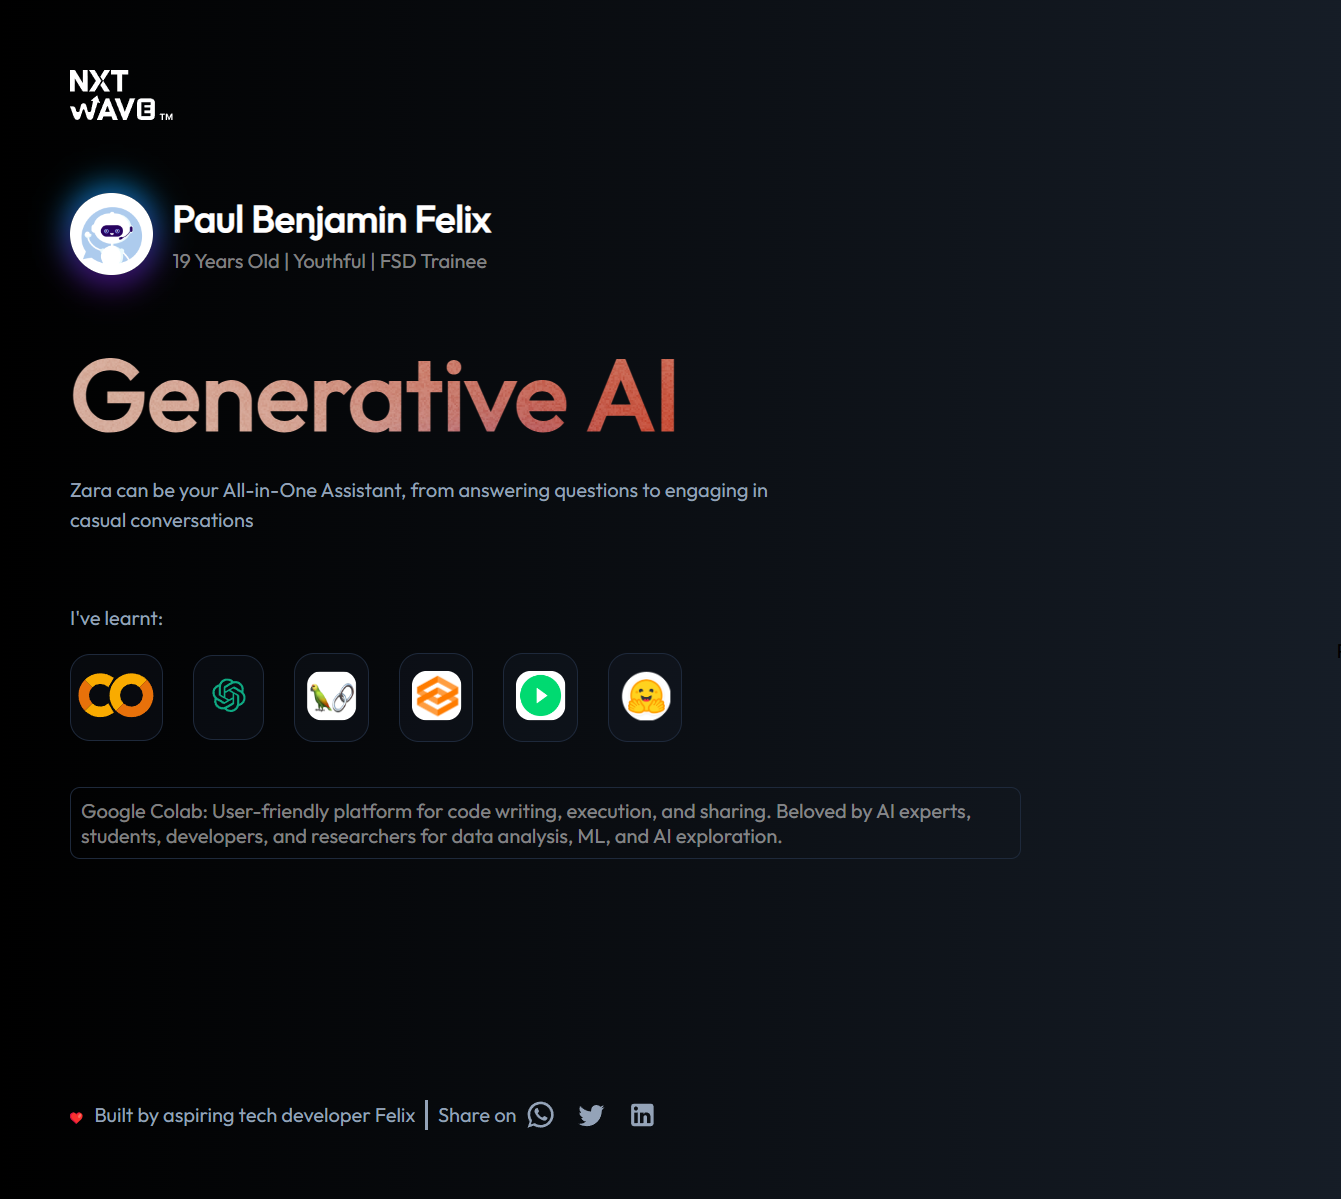 NXT
WAVE TM
Paul Benjamin Felix
19 Years Old | Youthful | FSD Trainee
Generative AI
Zara can be your All-in-One Assistant, from answering questions to engaging in
casual conversations
I've learnt:
Google Colab: User-friendly platform for code writing, execution, and sharing. Beloved by AI experts,
students, developers, and researchers for data analysis, ML, and AI exploration.
Built by aspiring tech developer Felix | Share on in